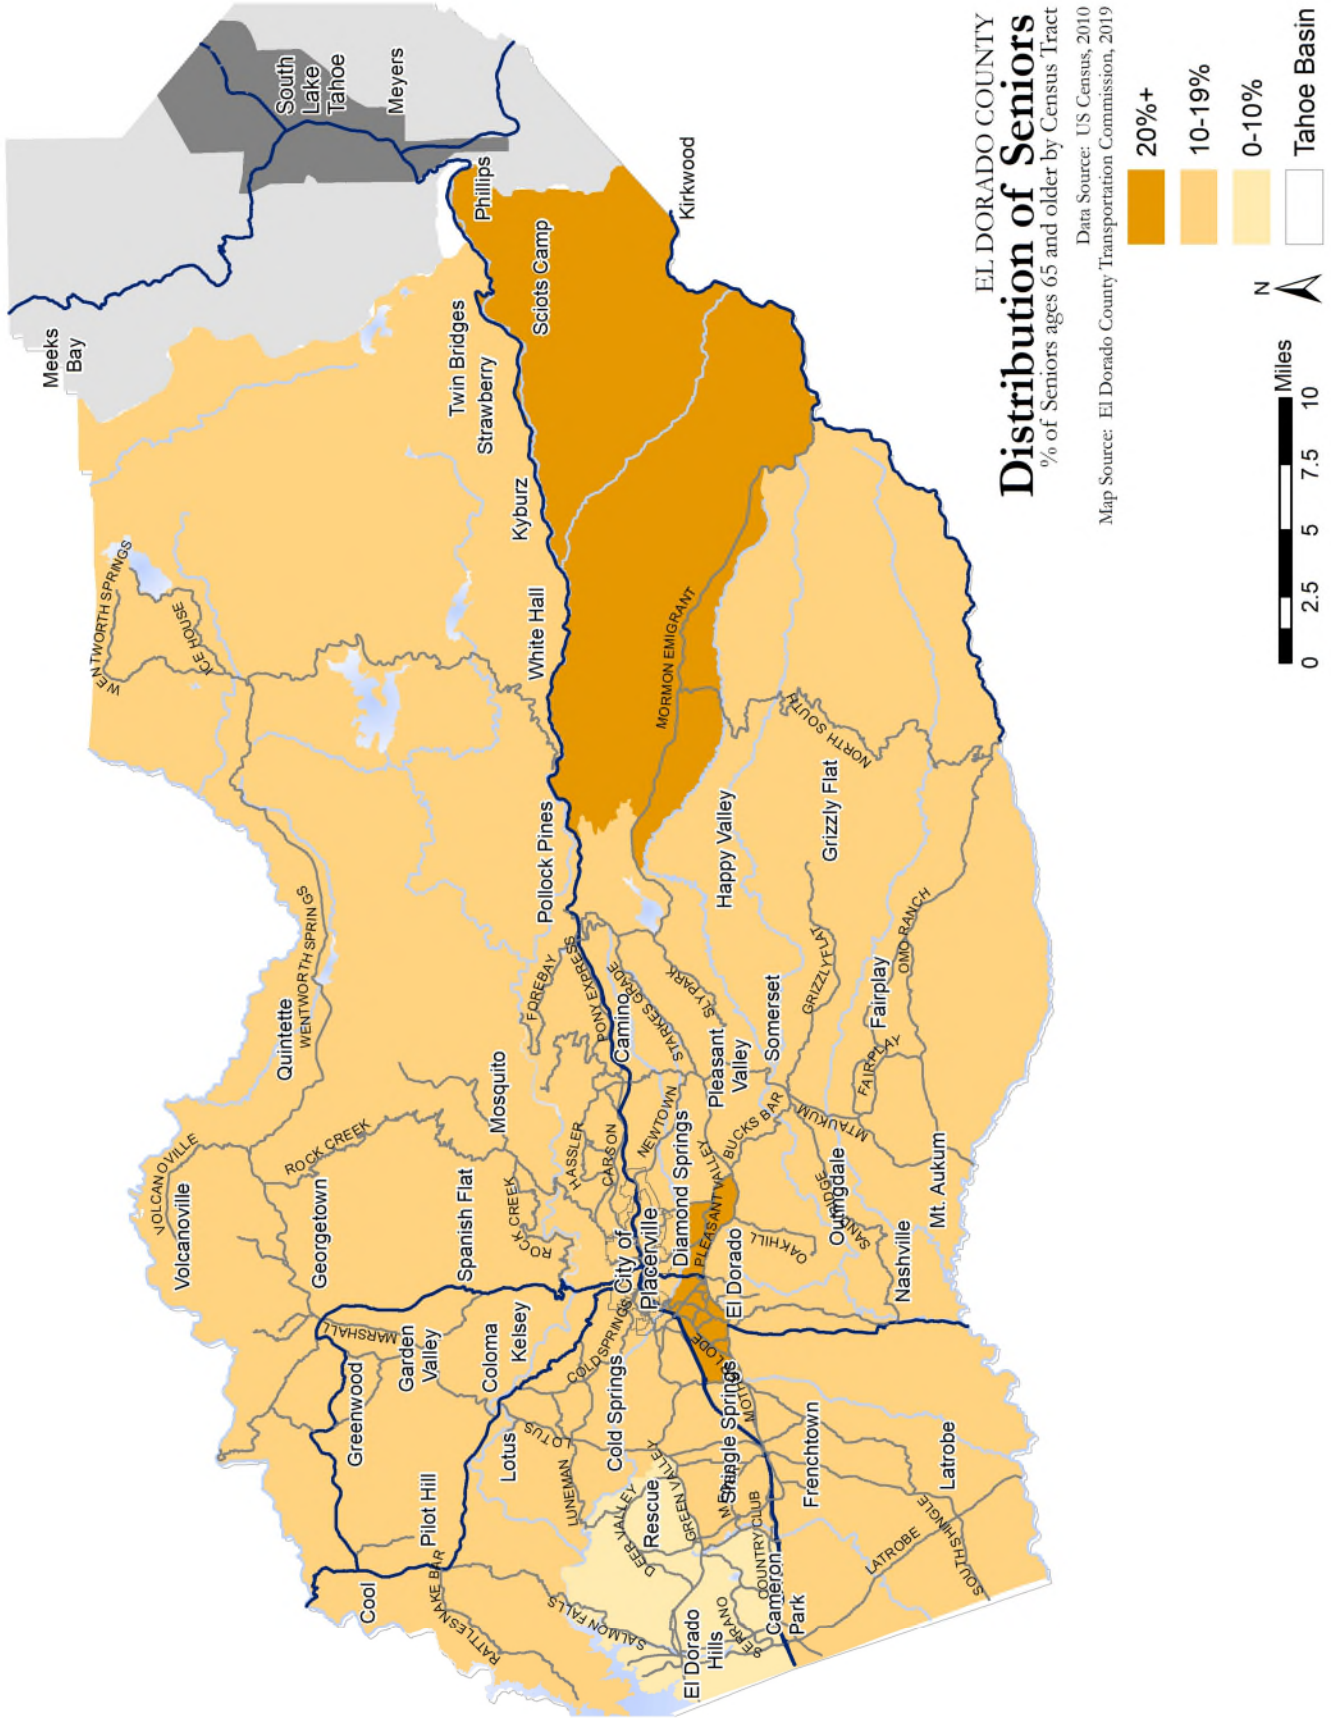 EL DORADO COUNTY
Distribution of Seniors
% of Seniors ages 65 and older by Census Tract
Data Source: US Census, 2010
Map Source: El Dorado County Transportation Commission, 2019
20%+
10-19%
0-10%
Tahoe Basin
N
Miles
0
2.5
5
7.5
10
Meeks
Bay
South
Lake
Tahoe
Meyers
Phillips
Kirkwood
Sciots Camp
Twin Bridges
Strawberry
Kyburz
White Hall
WENTWORTH SPRINGS
ICE HOUSE
MORMON EMIGRANT
NORTH SOUTH
Grizzly Flat
Happy Valley
Pollock Pines
Quintette
WENTWORTH SPRINGS
FOREBAY
PONY EXPRESS
Camino
STARKES GRADE
SLY PARK
Pleasant
Valley
Somerset
GRIZZLY FLAT
Fairplay
FAIRPLAY
OMO RANCH
MT AUKUM
Mt. Aukum
Mosquito
HASSLER
CARSON
NEWTOWN
Diamond Springs
PLEASANT VALLEY
BUCKS BAR
Outingdale
Nashville
OAK HILL
El Dorado
City of
Placerville
VOLCANOVILLE
Volcanoville
ROCK CREEK
Georgetown
Spanish Flat
ROCK CREEK
ROCK
MARSHALL
Garden
Valley
Greenwood
Coloma
Kelsey
COLD SPRINGS
Cold Springs
Lotus
LOTUS
LUNEMAN
Pilot Hill
Cool
RATTLESNAKE BAR
SALMON FALLS
DEER VALLEY
Rescue
GREEN VALLEY
Shingle Springs
COUNTRY CLUB
Cameron
Park
SERRANO
El Dorado
Hills
Frenchtown
Latrobe
LATROBE
SOUTH SHINGLE